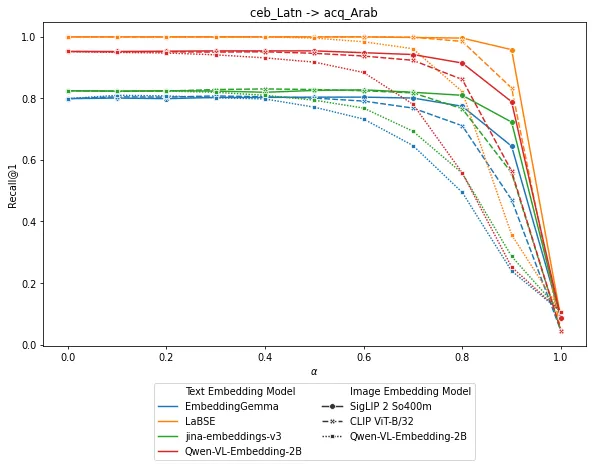 ceb_Latn -> acq_Arab
Recall@1
1.0
0.8
0.6
0.4
0.2
0.0
0.0 0.2 0.4 0.6 0.8 1.0
α
Text Embedding Model Image Embedding Model
EmbeddingGemma SigLIP 2 So400m
LaBSE CLIP ViT-B/32
jina-embeddings-v3 Qwen-VL-Embedding-2B
Qwen-VL-Embedding-2B